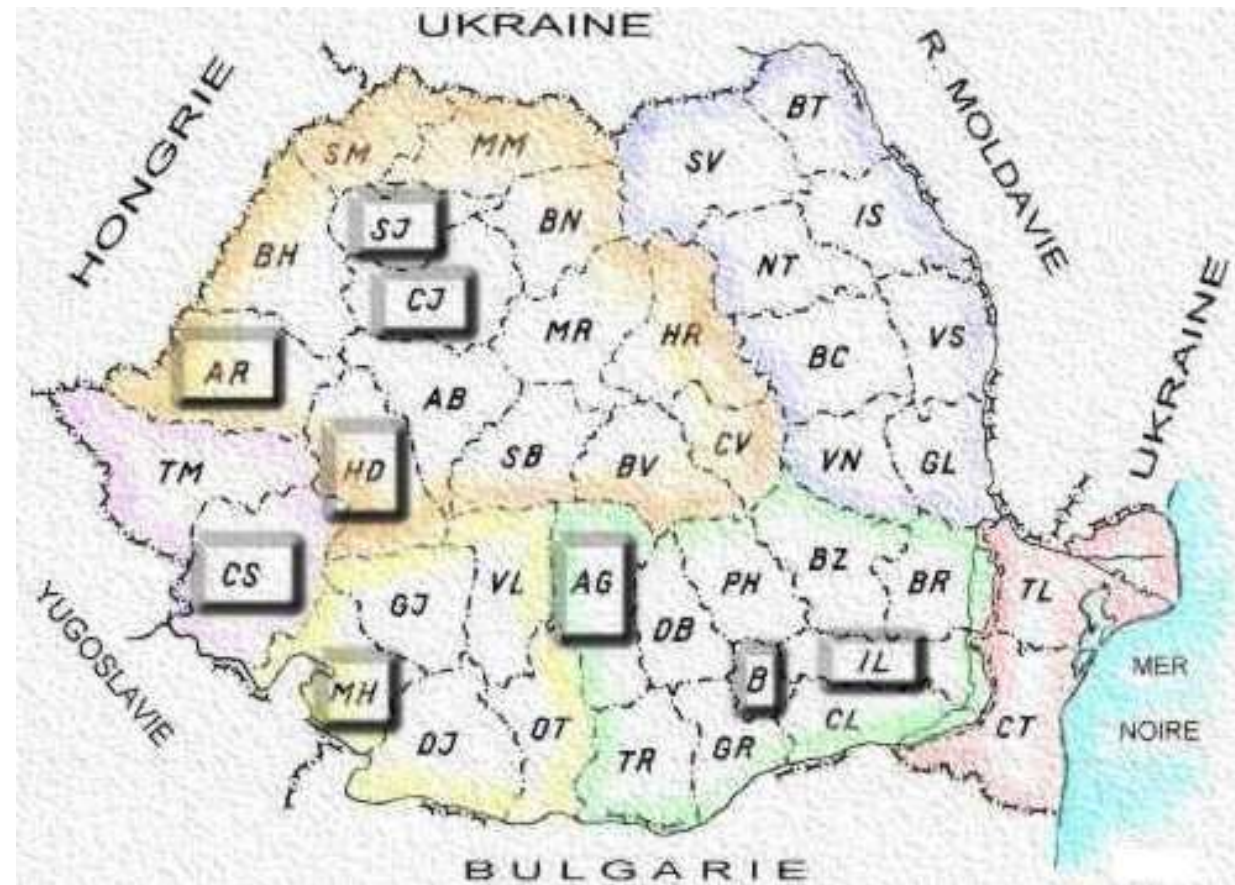 UKRAINE
HONGRIE
R. MOLDAVIE
UKRAINE
YUGOSLAVIE
BULGARIE
MER
NOIRE
SM
MM
SV
BT
SJ
BN
IS
BH
NT
CJ
MR
HR
BC
VS
AR
AB
TM
HD
SB
BV
CV
VN
GL
CS
GJ
VL
AG
PH
BZ
BR
TL
DB
MH
B
IL
DJ
OT
TR
GR
CL
CT